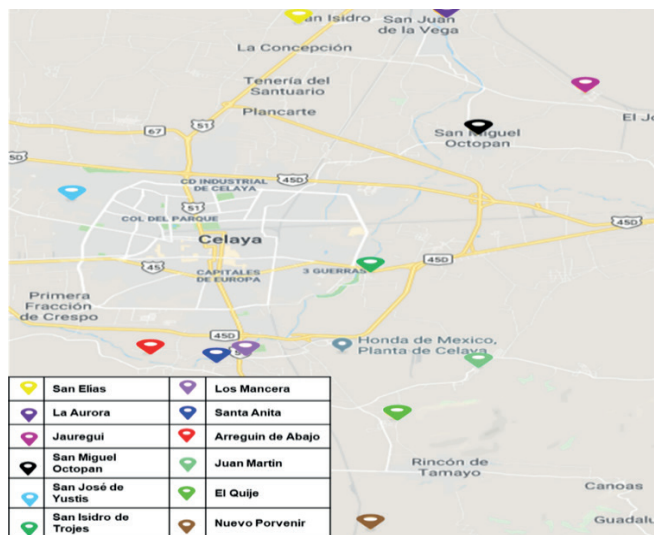 San Isidro
San Juan
de la Vega
La Concepción
Tenería del
Santuario
Plancarte
El J
San Miguel
Octopan
67
51
5D
CD INDUSTRIAL
DE CELAYA
45D
51
COL DEL PARQUE
45D
Celaya
45D
45
CAPITALES
DE EUROPA
3 GUERRAS
Primera
Fracción
de Crespo
45D
Honda de Mexico,
Planta de Celaya
Rincón de
Tamayo
Canoas
Guadalu
San Elias
Los Mancera
La Aurora
Santa Anita
Jauregui
Arreguin de Abajo
San Miguel
Octopan
Juan Martin
San José de
Yustis
El Quije
San Isidro de
Trojes
Nuevo Porvenir